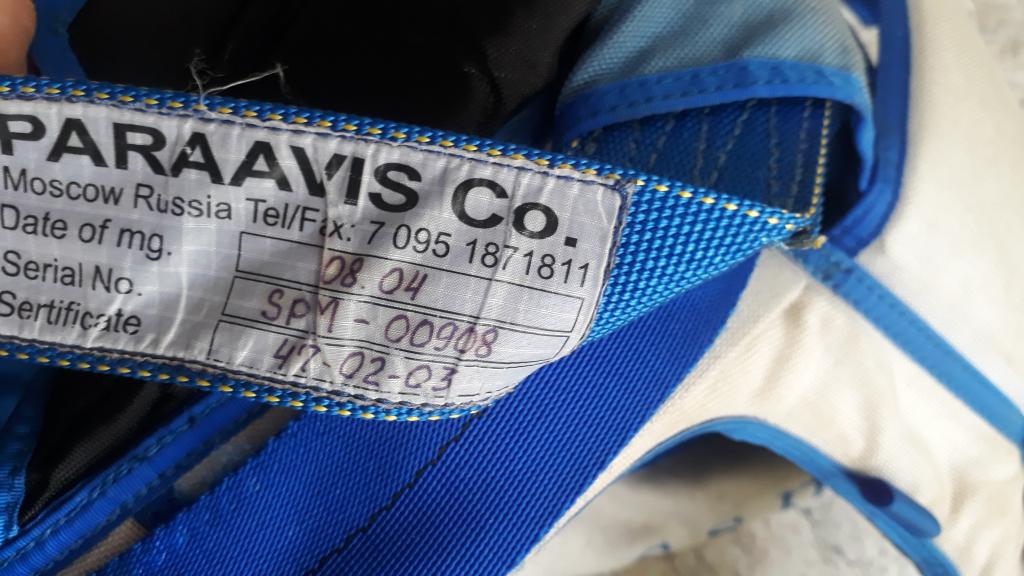 PARAAVIS Co.
Moscow Russia Tel/Fax: 7 095 1871811
Date of mg. 08.04
Serial No. SPM-00908
Sertificate 47-02-03